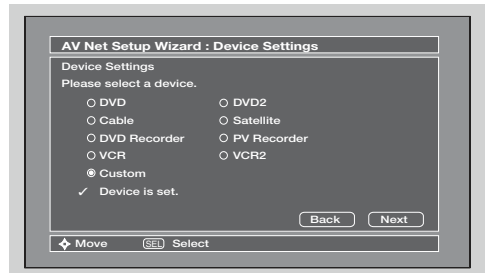 AV Net Setup Wizard : Device Settings
Device Settings
Please select a device.
DVD DVD2
Cable Satellite
DVD Recorder PV Recorder
VCR VCR2
Custom
✓ Device is set.
Back Next
Move SEL Select